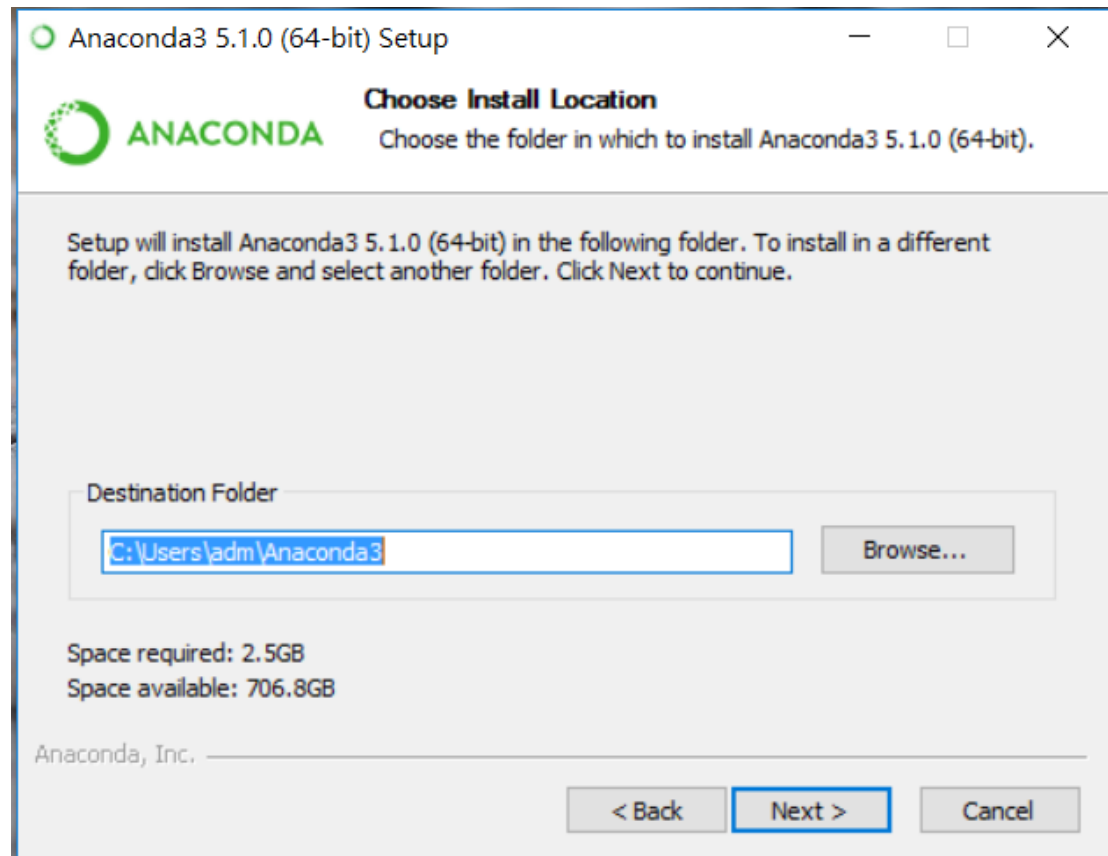 Anaconda3 5.1.0 (64-bit) Setup
ANACONDA
Choose Install Location
Choose the folder in which to install Anaconda3 5.1.0 (64-bit).
Setup will install Anaconda3 5.1.0 (64-bit) in the following folder. To install in a different
folder, click Browse and select another folder. Click Next to continue.
Destination Folder
C:\Users\adm\Anaconda3
Browse...
Space required: 2.5GB
Space available: 706.8GB
Anaconda, Inc.
< Back
Next >
Cancel